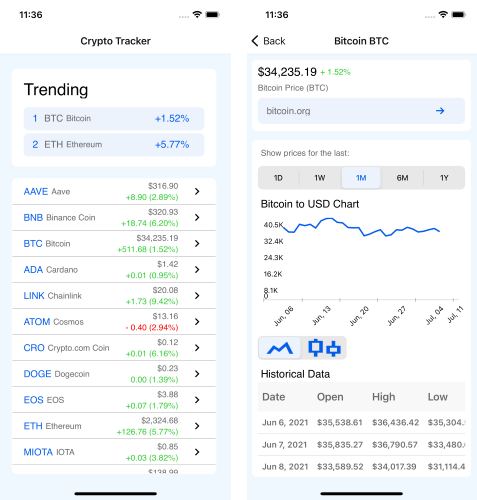 11:36
Crypto Tracker
Trending
1 BTC Bitcoin +1.52%
2 ETH Ethereum +5.77%
AAVE Aave $316.90
+8.90 (2.89%)
BNB Binance Coin $320.93
+18.74 (6.20%)
BTC Bitcoin $34,235.19
+511.68 (1.52%)
ADA Cardano $1.42
+0.01 (0.95%)
LINK Chainlink $20.08
+1.73 (9.42%)
ATOM Cosmos $13.16
- 0.40 (2.94%)
CRO Crypto.com Coin $0.12
+0.01 (6.16%)
DOGE Dogecoin $0.23
0.00 (1.39%)
EOS EOS $3.88
+0.07 (1.79%)
ETH Ethereum $2,324.68
+126.76 (5.77%)
MIOTA IOTA $0.85
+0.03 (3.82%)
$138.99
11:36
Back Bitcoin BTC
$34,235.19 + 1.52%
Bitcoin Price (BTC)
bitcoin.org
Show prices for the last:
1D 1W 1M 6M 1Y
Bitcoin to USD Chart
40.5K
32.4K
24.3K
16.2K
8.1K
0
Jun, 06 Jun, 13 Jun, 20 Jun, 27 Jul, 04 Jul, 11
Historical Data
Date Open High Low
Jun 6, 2021 $35,538.61 $36,436.42 $35,304.
Jun 7, 2021 $35,835.27 $36,790.57 $33,480.
Jun 8, 2021 $33,589.52 $34,017.39 $31,114.4